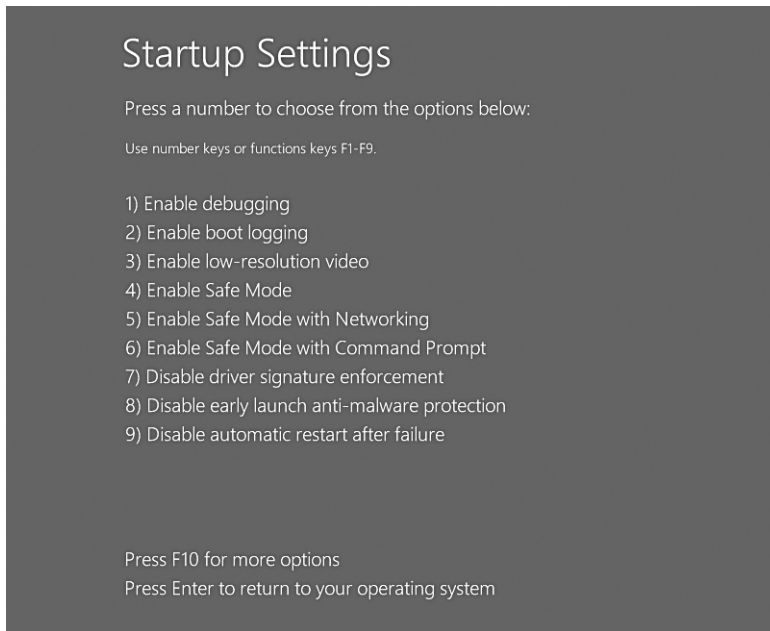 Startup Settings
Press a number to choose from the options below:
Use number keys or functions keys F1-F9.
1) Enable debugging
2) Enable boot logging
3) Enable low-resolution video
4) Enable Safe Mode
5) Enable Safe Mode with Networking
6) Enable Safe Mode with Command Prompt
7) Disable driver signature enforcement
8) Disable early launch anti-malware protection
9) Disable automatic restart after failure
Press F10 for more options
Press Enter to return to your operating system